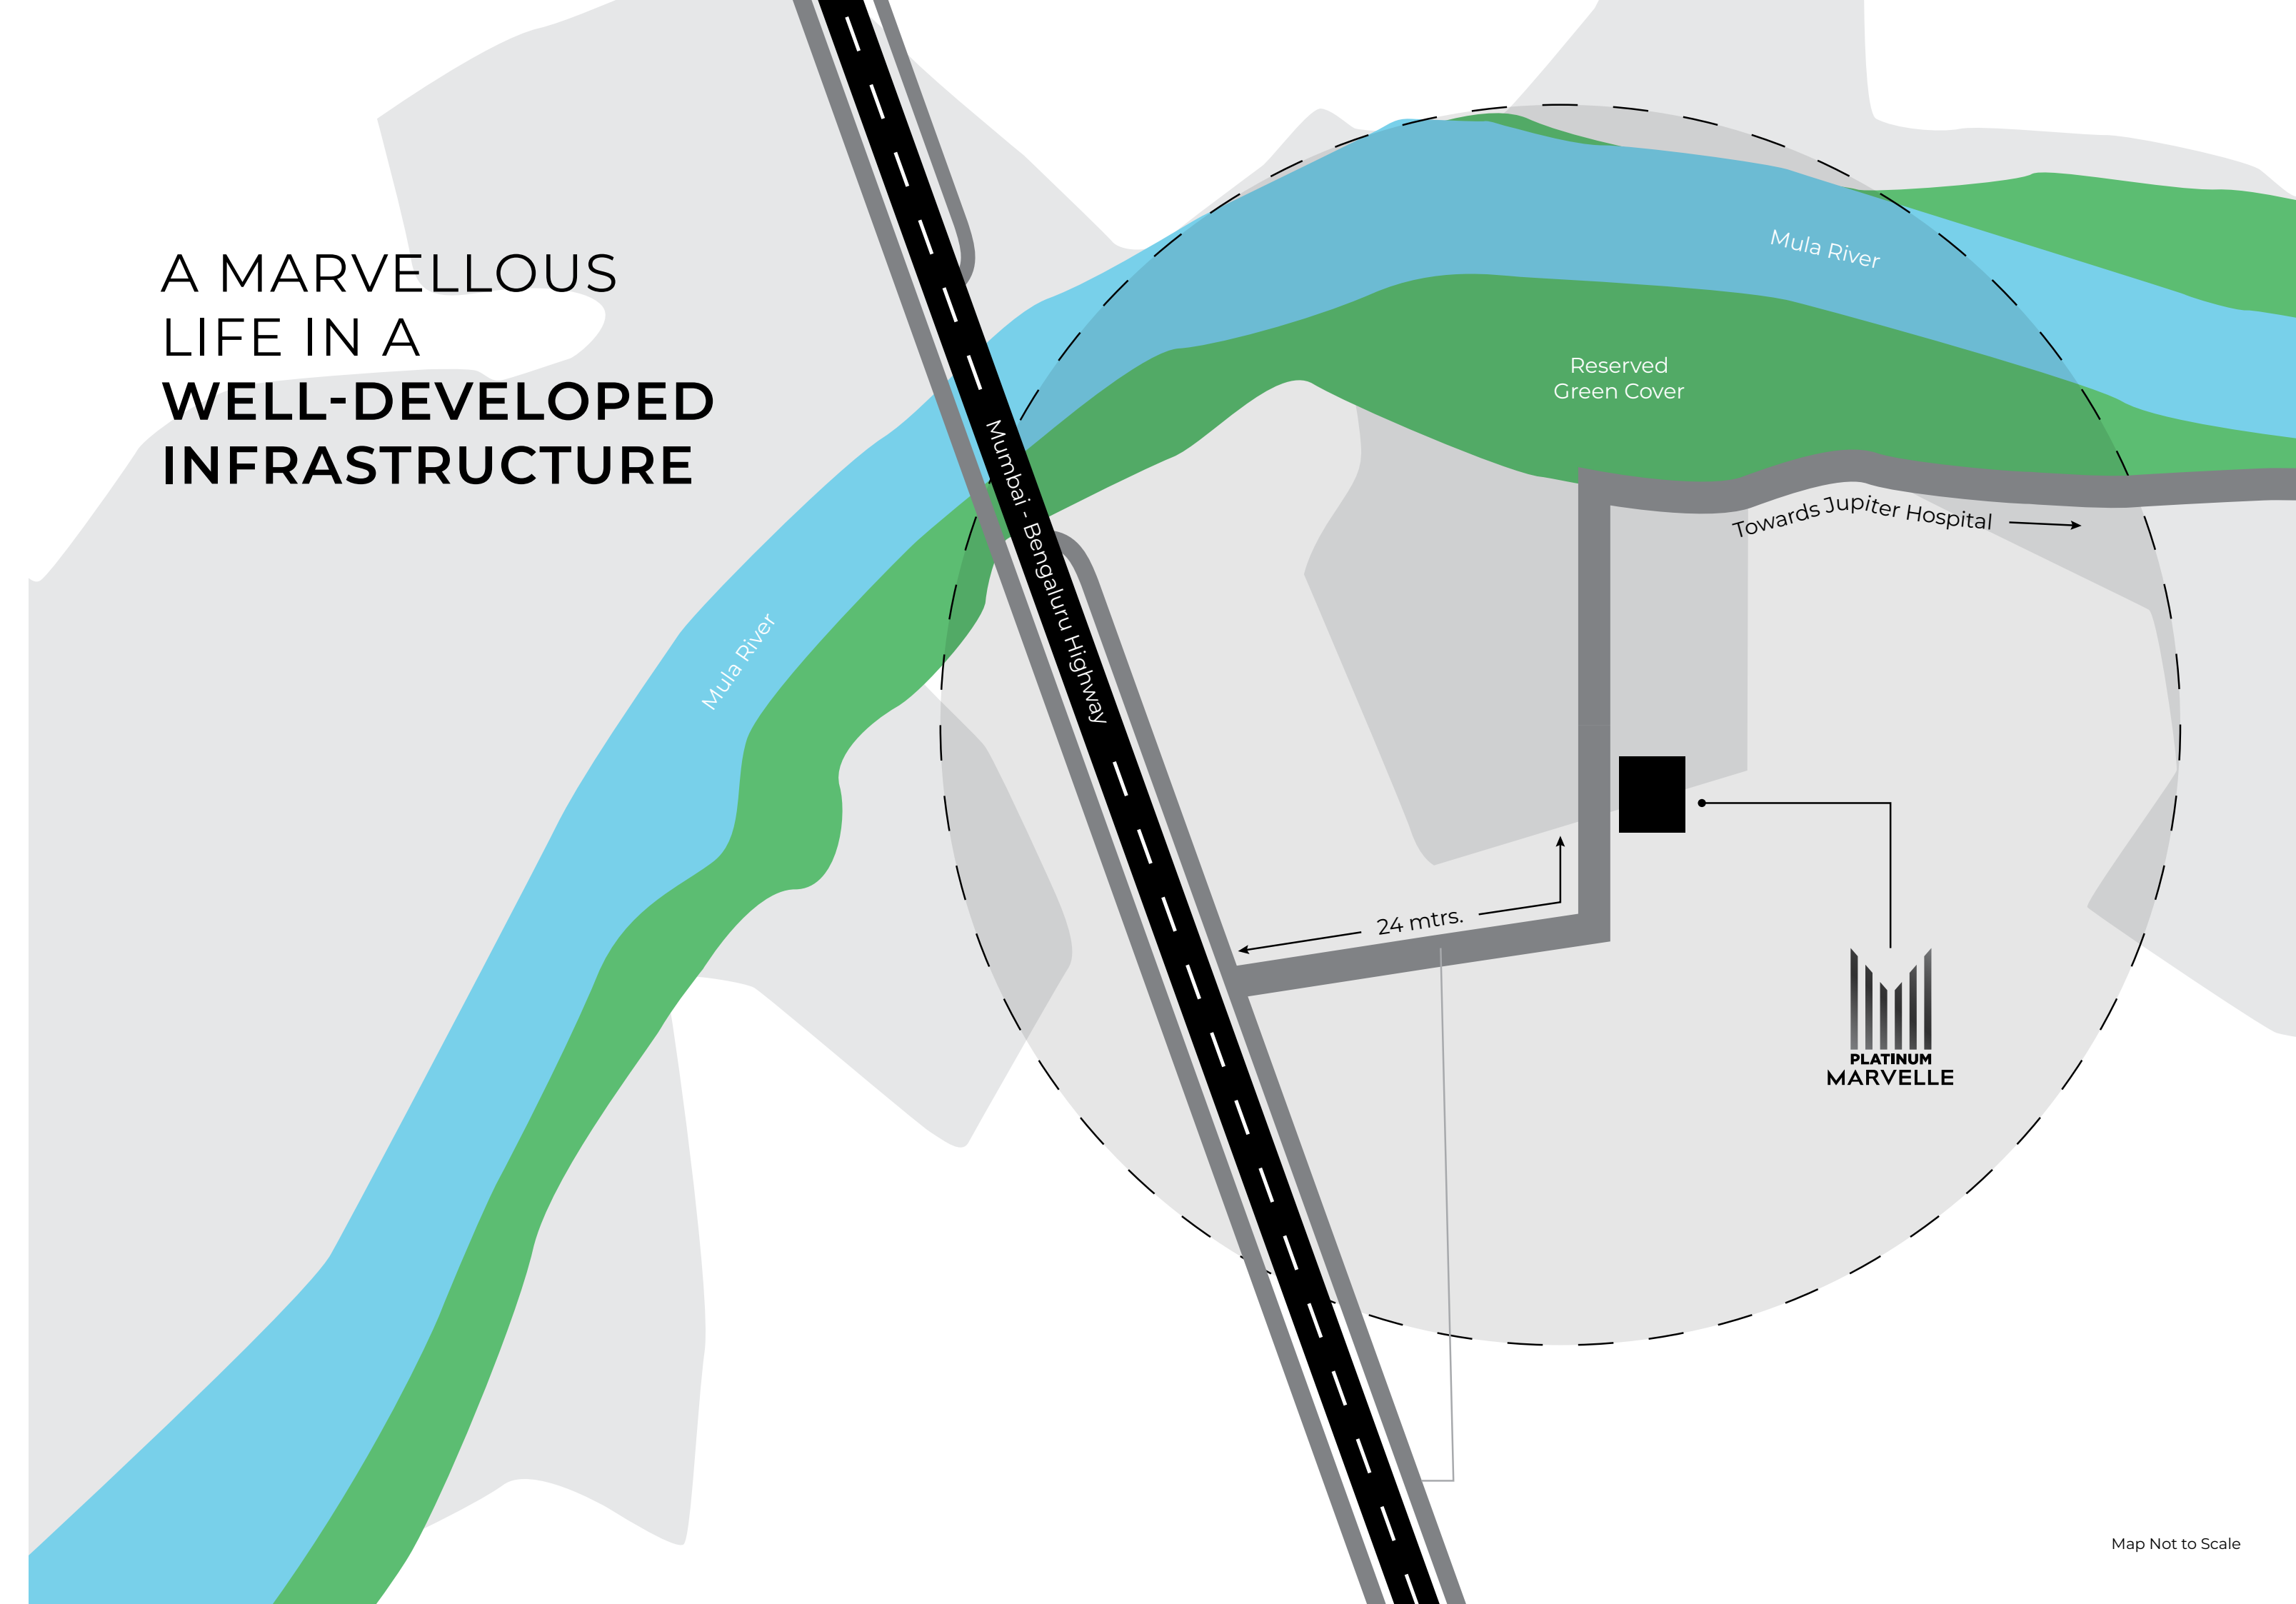 A MARVELLOUS
LIFE IN A
WELL-DEVELOPED
INFRASTRUCTURE
Mula River
Reserved
Green Cover
Mumbai - Bengaluru Highway
Towards Jupiter Hospital
Mula River
24 mtrs.
PLATINUM
MARVELLE
Map Not to Scale